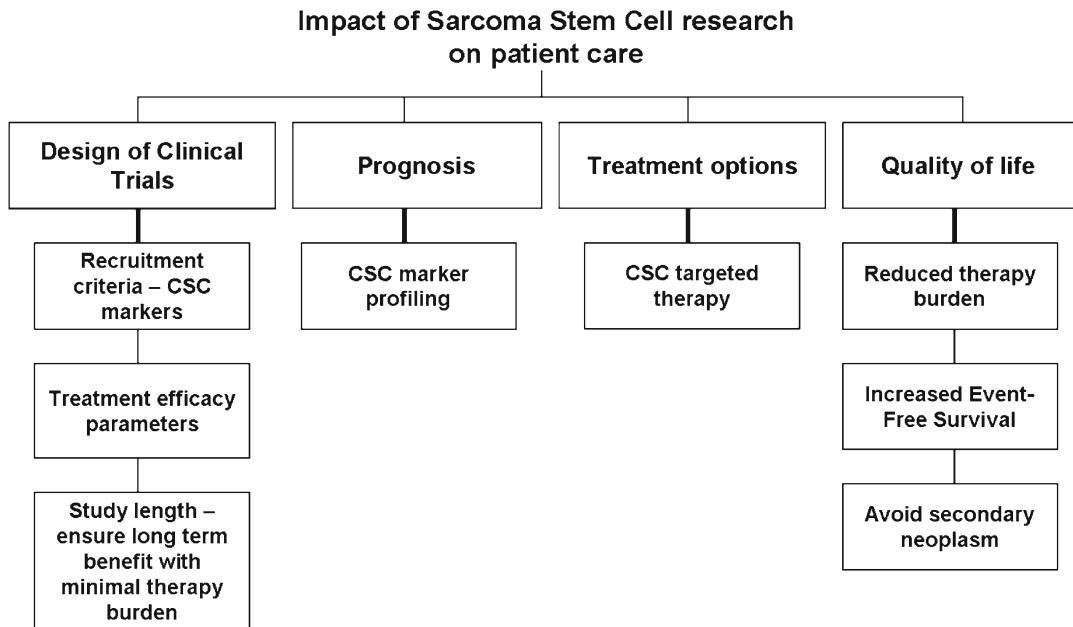 Impact of Sarcoma Stem Cell research
on patient care
Design of Clinical
Trials
Prognosis
Treatment options
Quality of life
Recruitment
criteria – CSC
markers
CSC marker
profiling
CSC targeted
therapy
Reduced therapy
burden
Treatment efficacy
parameters
Increased Event-
Free Survival
Study length –
ensure long term
benefit with
minimal therapy
burden
Avoid secondary
neoplasm